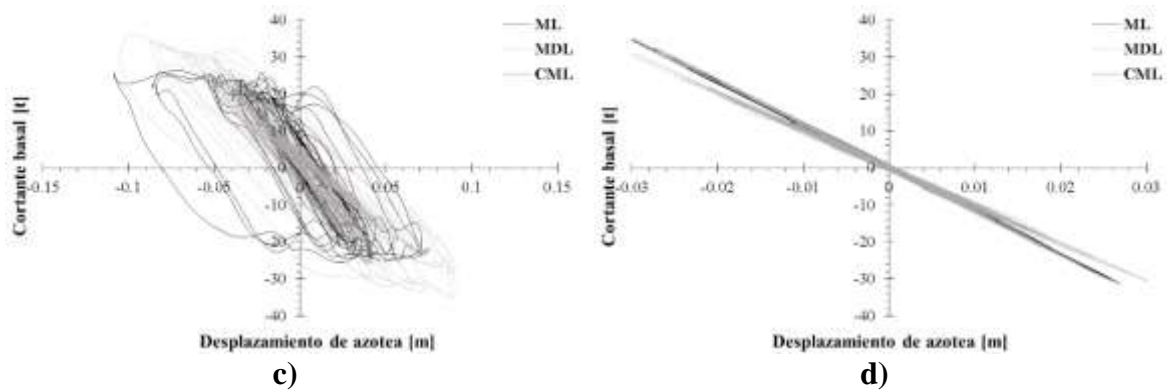 40
30
20
10
0
-10
-20
-30
-40
-0.15
-0.1
-0.05
0
0.05
0.1
0.15
Cortante basal [t]
Desplazamiento de azotea [m]
ML
MDL
CML
c)
40
30
20
10
0
-10
-20
-30
-40
-0.03
-0.02
-0.01
0
0.01
0.02
0.03
Cortante basal [t]
Desplazamiento de azotea [m]
ML
MDL
CML
d)